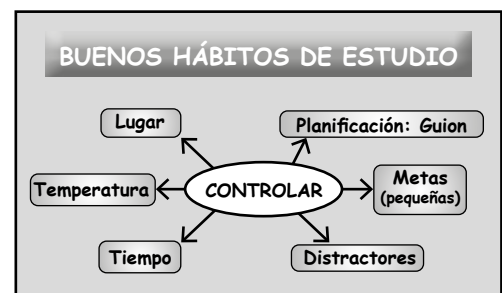 BUENOS HÁBITOS DE ESTUDIO
Lugar
Planificación: Guion
Temperatura
CONTROLAR
Metas
(pequeñas)
Tiempo
Distractores